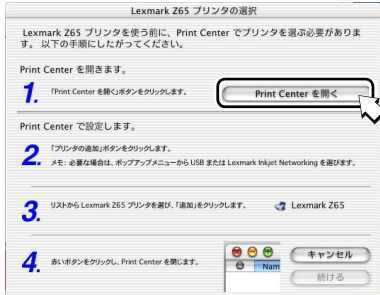 Lexmark Z65 プリンタの選択
Lexmark Z65 プリンタを使う前に、Print Center でプリンタを選ぶ必要がありま
す。 以下の手順にしたがってください。
Print Center を開きます。
1. 「Print Center を開く」ボタンをクリックします。
Print Center を開く
Print Center で設定します。
2. 「プリンタの追加」ボタンをクリックします。
メモ: 必要な場合は、ポップアップメニューから USB または Lexmark Inkjet Networking を選びます。
3. リストから Lexmark Z65 プリンタを選び、「追加」をクリックします。
Lexmark Z65
4. 赤いボタンをクリックし、Print Center を閉じます。
Nam
キャンセル
続ける